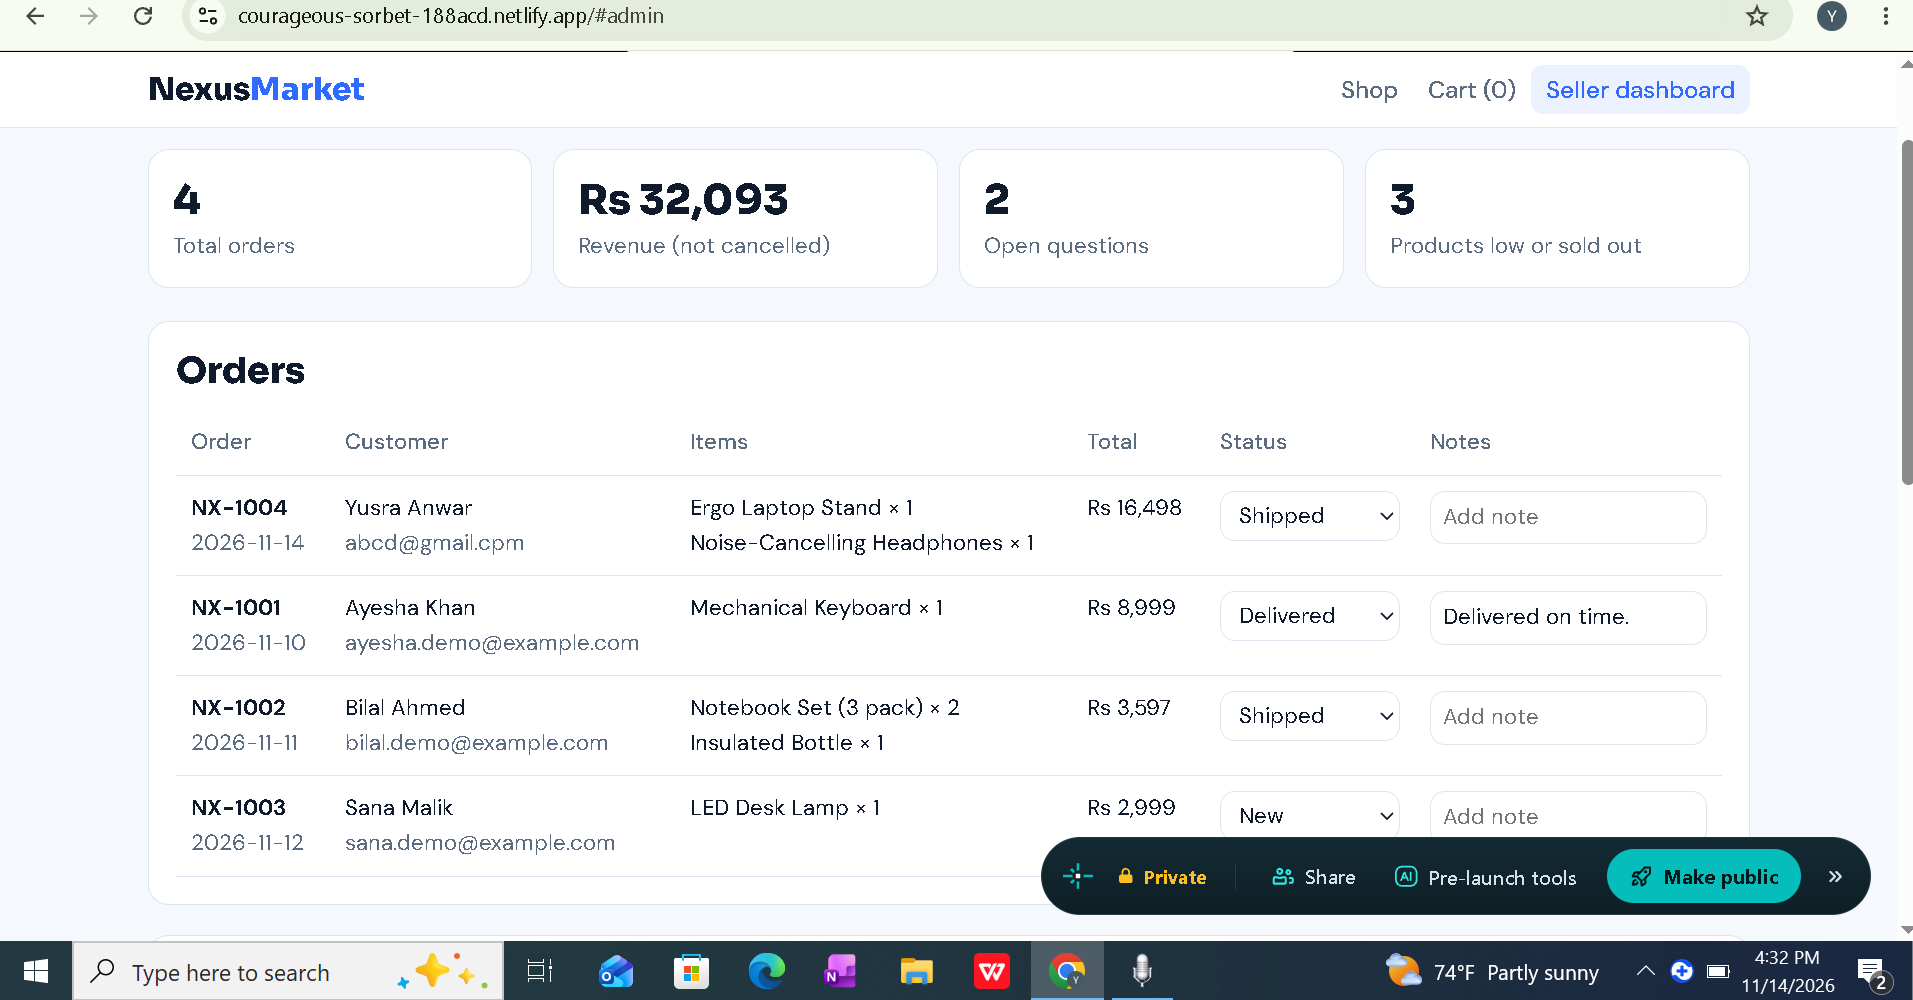 courageous-sorbet-188acd.netlify.app/#admin
Y
NexusMarket
Shop
Cart (0)
Seller dashboard
4
Total orders
Rs 32,093
Revenue (not cancelled)
2
Open questions
3
Products low or sold out
Orders
Order Customer Items Total Status Notes
NX-1004 Yusra Anwar Ergo Laptop Stand × 1 Rs 16,498 Shipped Add note
2026-11-14 abcd@gmail.cpm Noise-Cancelling Headphones × 1
NX-1001 Ayesha Khan Mechanical Keyboard × 1 Rs 8,999 Delivered Delivered on time.
2026-11-10 ayesha.demo@example.com
NX-1002 Bilal Ahmed Notebook Set (3 pack) × 2 Rs 3,597 Shipped Add note
2026-11-11 bilal.demo@example.com Insulated Bottle × 1
NX-1003 Sana Malik LED Desk Lamp × 1 Rs 2,999 New Add note
2026-11-12 sana.demo@example.com
Private
Share
AI Pre-launch tools
Make public
Type here to search
74°F Partly sunny
4:32 PM
11/14/2026
2